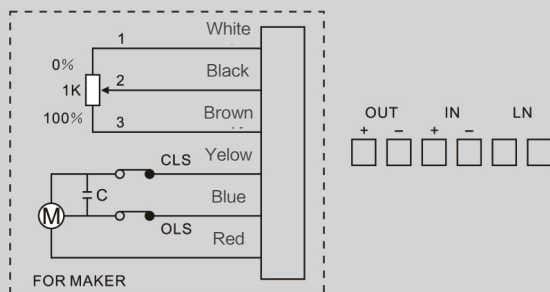 1 White
0% 2 Black
1K
100% 3 Brown
CLS Yelow
C Blue
M
OLS Red
FOR MAKER
OUT IN LN
+ − + −